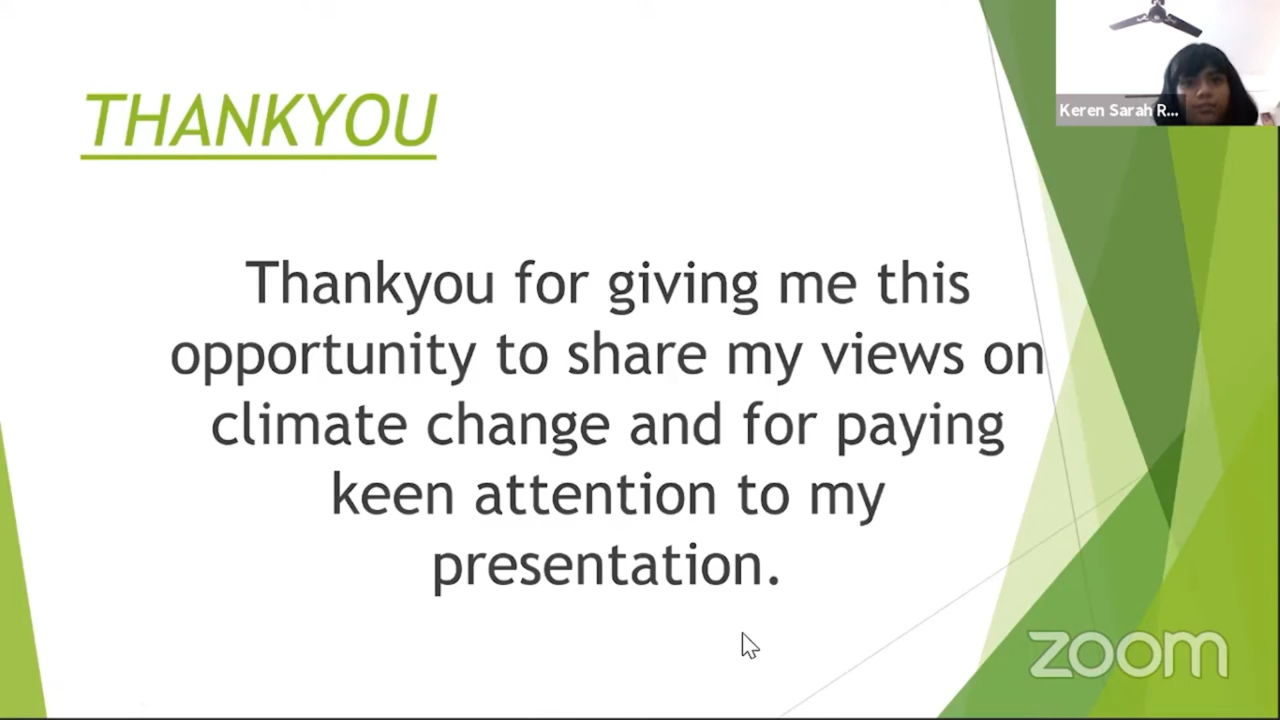 THANKYOU
Keren Sarah R...
Thankyou for giving me this
opportunity to share my views on
climate change and for paying
keen attention to my
presentation.
zoom